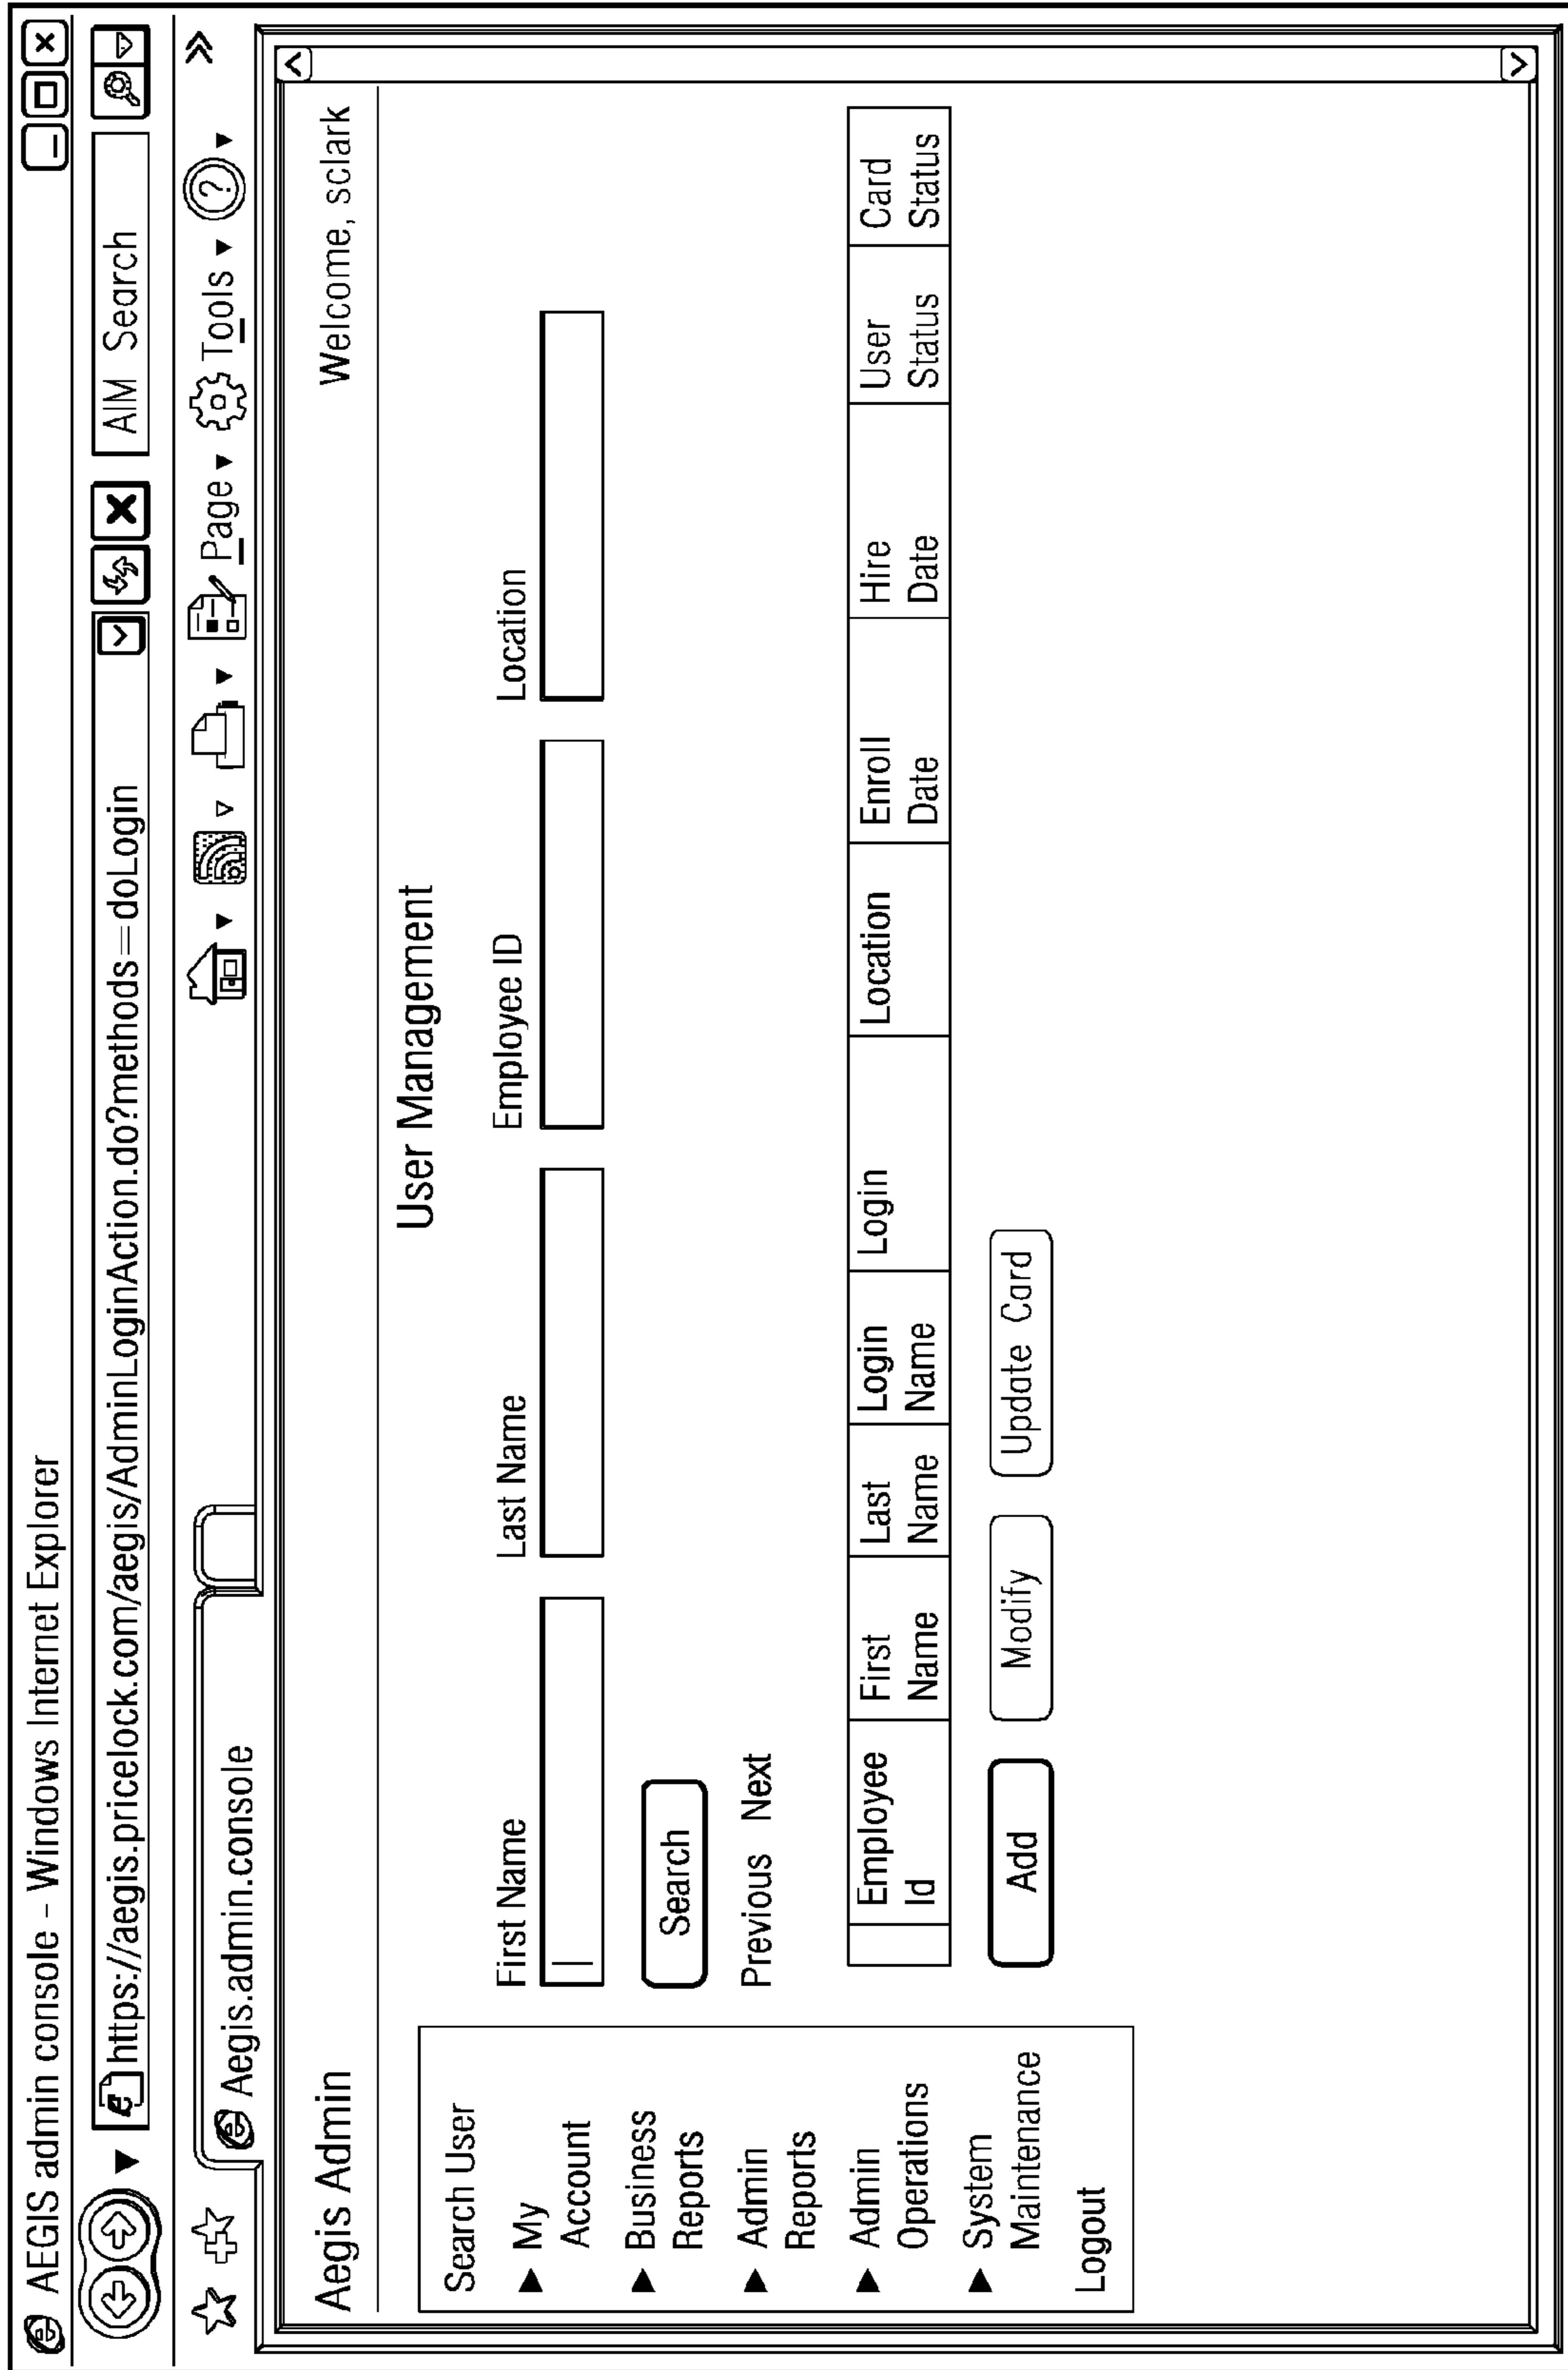 AEGIS admin console - Windows Internet Explorer
https://aegis.pricelock.com/aegis/AdminLoginAction.do?methods=doLogin
AIM Search
Aegis.admin.console
Page
Tools
Aegis Admin
Welcome, sclark
Search User
My
Account
Business
Reports
Admin
Reports
Admin
Operations
System
Maintenance
Logout
User Management
First Name
Last Name
Employee ID
Location
Search
Previous Next
Employee
Id
First
Name
Last
Name
Login
Name
Login
Location
Enroll
Date
Hire
Date
User
Status
Card
Status
Add
Modify
Update Card